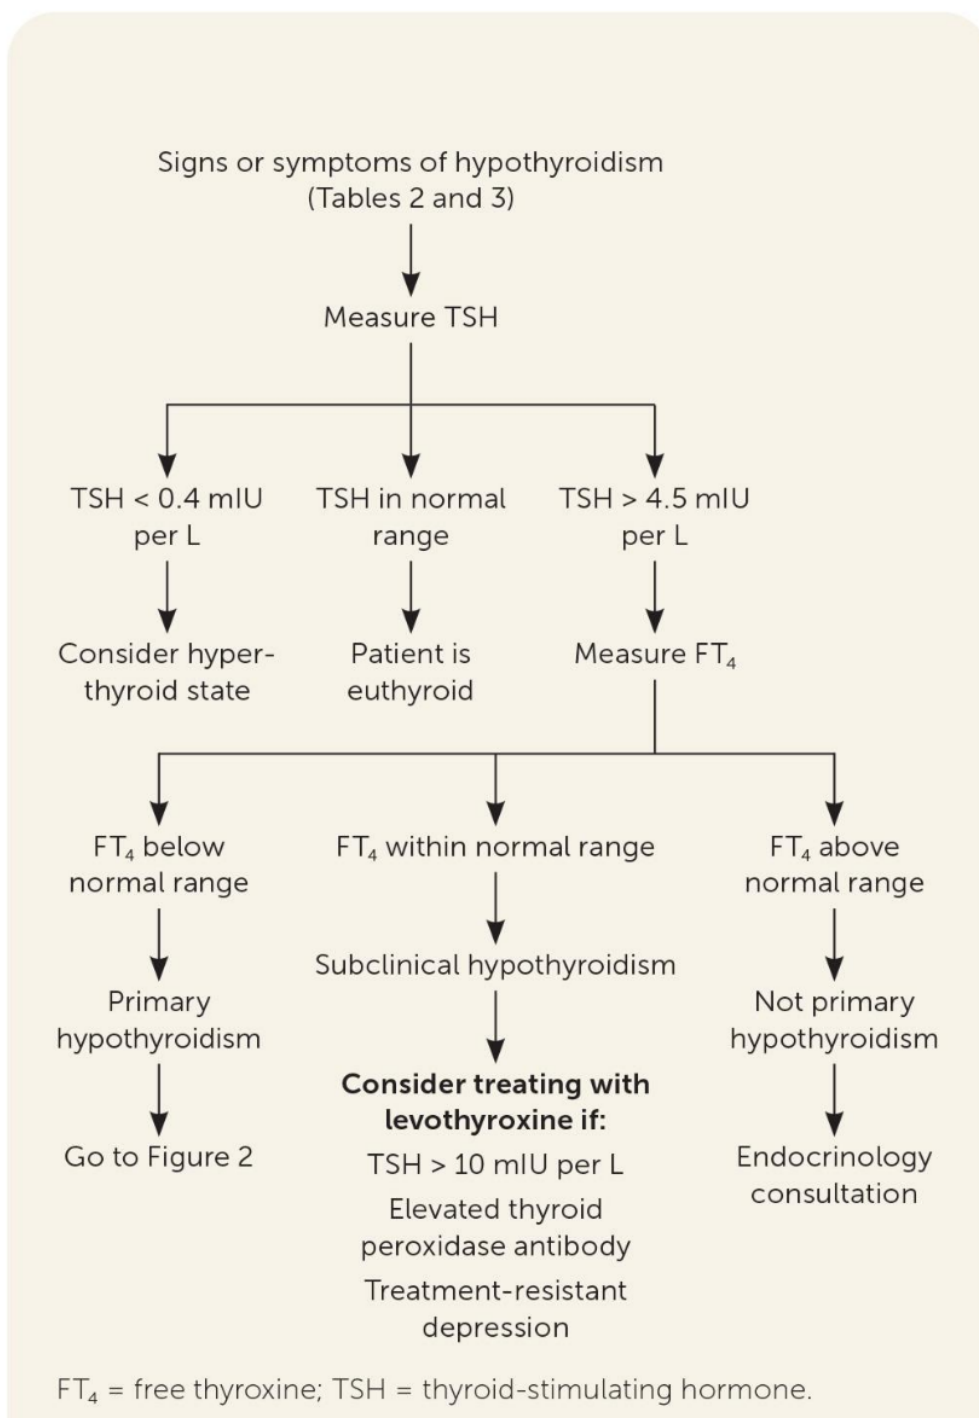 Signs or symptoms of hypothyroidism
(Tables 2 and 3)
Measure TSH
TSH < 0.4 mIU
per L
TSH in normal
range
TSH > 4.5 mIU
per L
Consider hyper-
thyroid state
Patient is
euthyroid
Measure FT₄
FT₄ below
normal range
FT₄ within normal range
FT₄ above
normal range
Subclinical hypothyroidism
Primary
hypothyroidism
Not primary
hypothyroidism
Consider treating with
levothyroxine if:
TSH > 10 mIU per L
Elevated thyroid
peroxidase antibody
Treatment-resistant
depression
Go to Figure 2
Endocrinology
consultation
FT₄ = free thyroxine; TSH = thyroid-stimulating hormone.